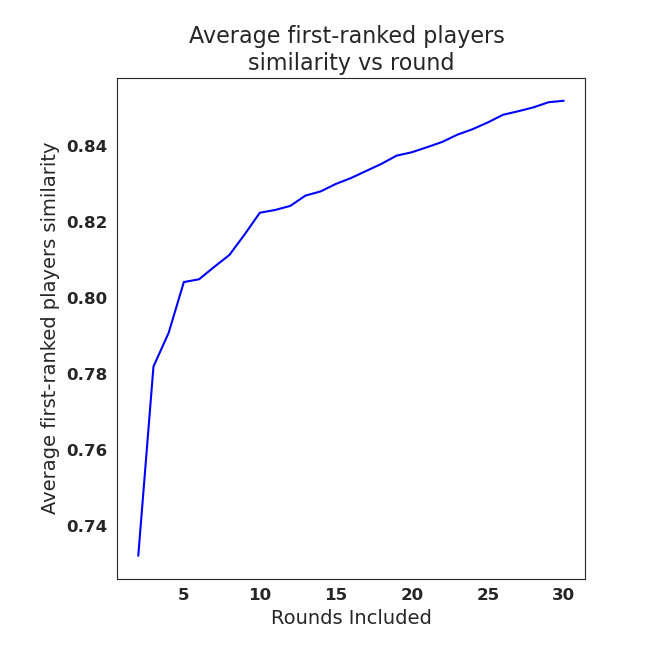 Average first-ranked players
similarity vs round
Average first-ranked players similarity
0.84
0.82
0.80
0.78
0.76
0.74
5 10 15 20 25 30
Rounds Included